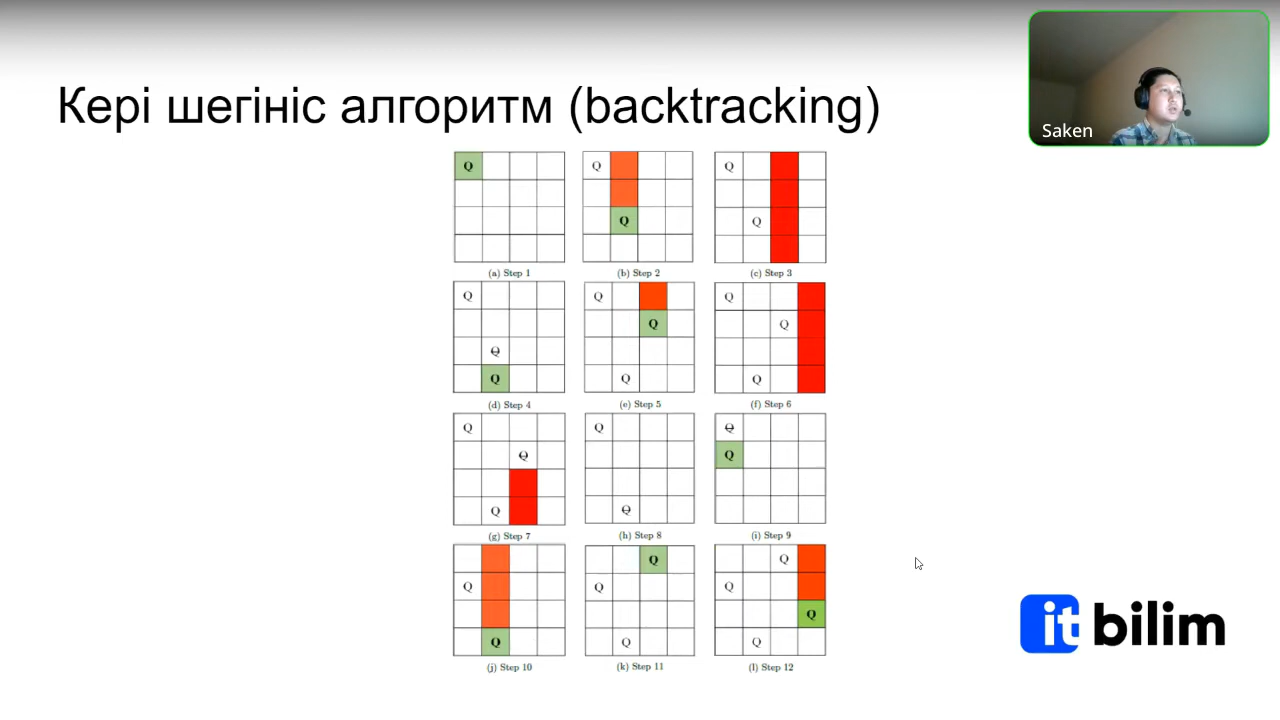 Кері шегініс алгоритм (backtracking)
Saken
Q Q Q
Q Q
(a) Step 1 (b) Step 2 (c) Step 3
Q Q Q
Q Q
Q
Q Q Q
(d) Step 4 (e) Step 5 (f) Step 6
Q Q Q
Q Q
Q Q
(g) Step 7 (h) Step 8 (i) Step 9
Q Q
Q Q Q
Q
Q Q Q
(j) Step 10 (k) Step 11 (l) Step 12
it bilim